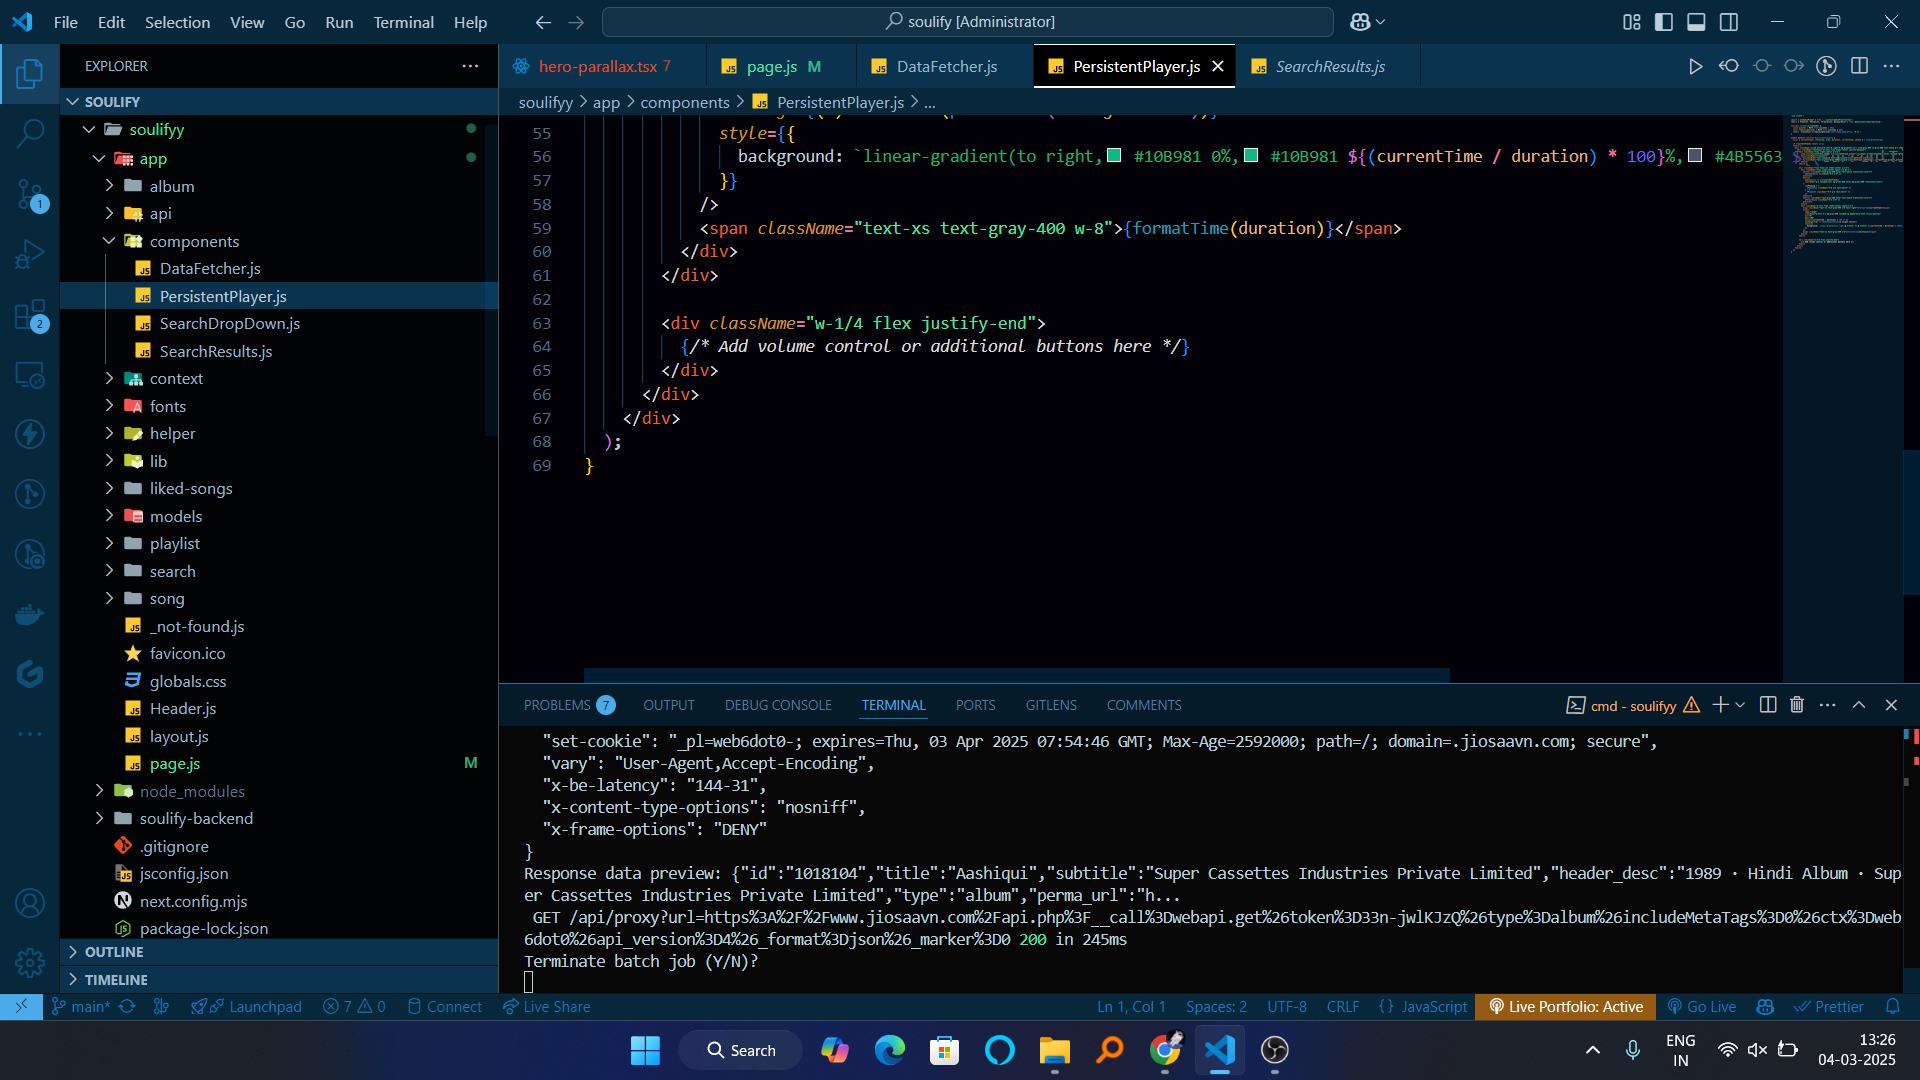 File Edit Selection View Go Run Terminal Help
soulify [Administrator]
EXPLORER
SOULIFY
soulifyy
app
album
api
components
DataFetcher.js
PersistentPlayer.js
SearchDropDown.js
SearchResults.js
context
fonts
helper
lib
liked-songs
models
playlist
search
song
_not-found.js
favicon.ico
globals.css
Header.js
layout.js
page.js M
node_modules
soulify-backend
.gitignore
jsconfig.json
next.config.mjs
package-lock.json
OUTLINE
TIMELINE
1
2
hero-parallax.tsx 7 page.js M DataFetcher.js PersistentPlayer.js SearchResults.js
soulifyy > app > components > PersistentPlayer.js > ...
55 style={{
56 background: `linear-gradient(to right, #10B981 0%, #10B981 ${(currentTime / duration) * 100}%, #4B5563
57 }}
58 />
59 <span className="text-xs text-gray-400 w-8">{formatTime(duration)}</span>
60 </div>
61 </div>
62
63 <div className="w-1/4 flex justify-end">
64 {/* Add volume control or additional buttons here */}
65 </div>
66 </div>
67 </div>
68 );
69 }
PROBLEMS 7 OUTPUT DEBUG CONSOLE TERMINAL PORTS GITLENS COMMENTS
cmd - soulifyy
"set-cookie": "_pl=web6dot0-; expires=Thu, 03 Apr 2025 07:54:46 GMT; Max-Age=2592000; path=/; domain=.jiosaavn.com; secure",
"vary": "User-Agent,Accept-Encoding",
"x-be-latency": "144-31",
"x-content-type-options": "nosniff",
"x-frame-options": "DENY"
}
Response data preview: {"id":"1018104","title":"Aashiqui","subtitle":"Super Cassettes Industries Private Limited","header_desc":"1989 · Hindi Album · Sup
er Cassettes Industries Private Limited","type":"album","perma_url":"h...
GET /api/proxy?url=https%3A%2F%2Fwww.jiosaavn.com%2Fapi.php%3F__call%3Dwebapi.get%26token%3D33n-jwlKJzQ%26type%3Dalbum%26includeMetaTags%3D0%26ctx%3Dweb
6dot0%26api_version%3D4%26_format%3Djson%26_marker%3D0 200 in 245ms
Terminate batch job (Y/N)?
main* Launchpad 7 0 Connect Live Share
Ln 1, Col 1 Spaces: 2 UTF-8 CRLF {} JavaScript Live Portfolio: Active Go Live Prettier
Search
ENG
IN
13:26
04-03-2025